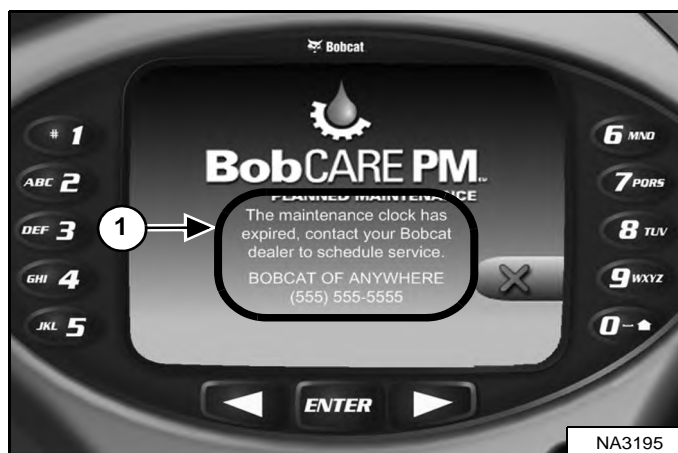 Bobcat
# 1
ABC 2
DEF 3
GHI 4
JKL 5
6 MNO
7 PQRS
8 TUV
9 WXYZ
0
BobCARE PM
PLANNED MAINTENANCE
The maintenance clock has
expired, contact your Bobcat
dealer to schedule service.
BOBCAT OF ANYWHERE
(555) 555-5555
1
ENTER
NA3195